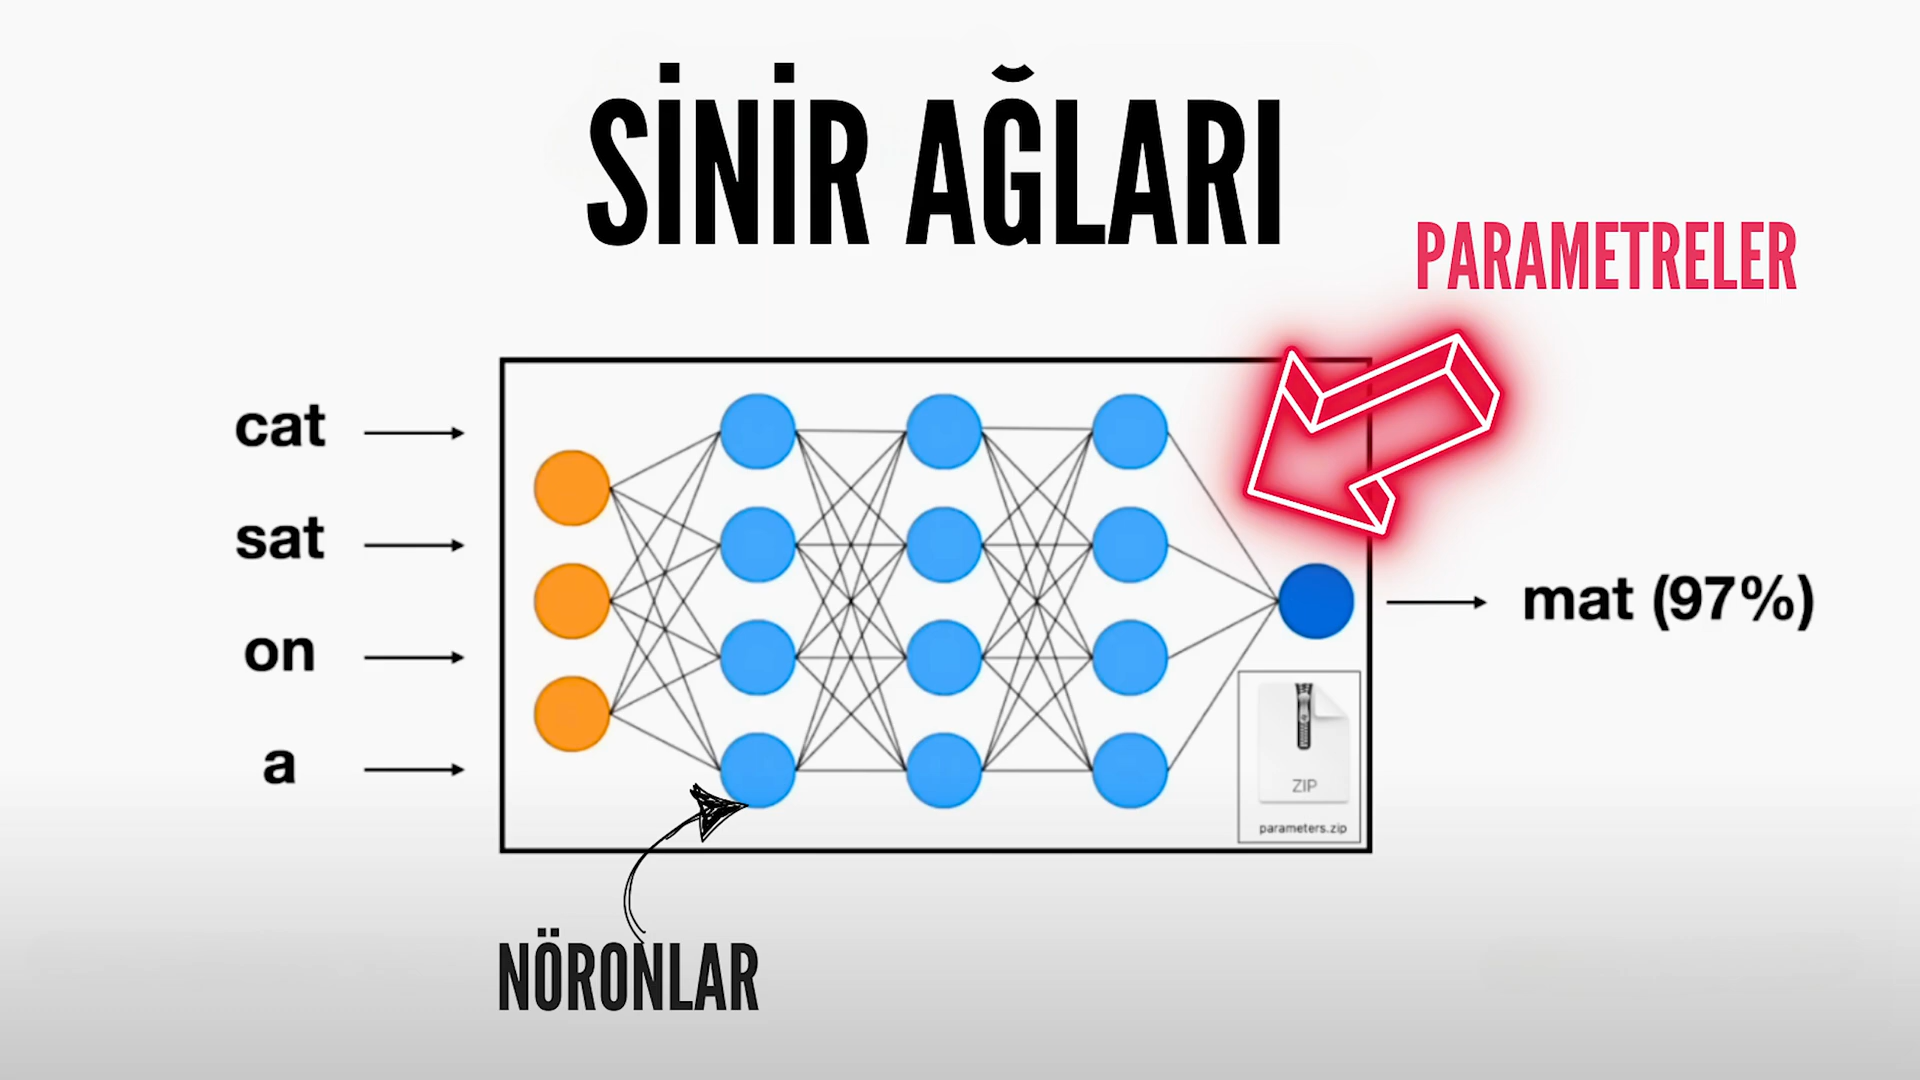 SİNİR AĞLARI
PARAMETRELER
cat
sat
on
a
mat (97%)
ZIP
parameters.zip
NÖRONLAR